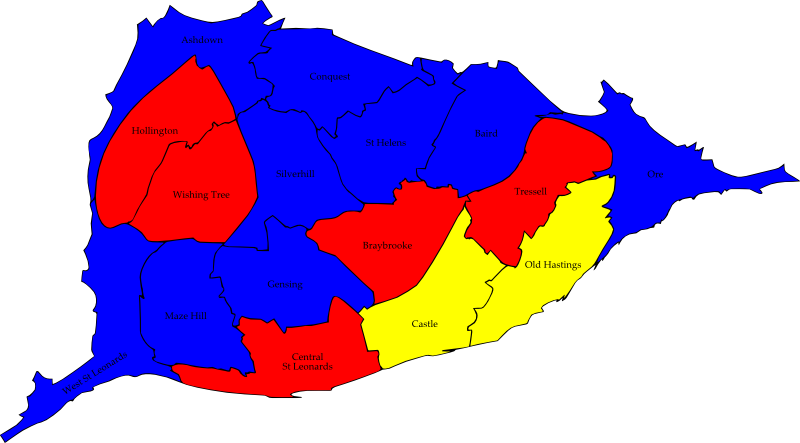 Ashdown
Conquest
Hollington
St Helens
Baird
Silverhill
Ore
Wishing Tree
Tressell
Braybrooke
Old Hastings
Gensing
Maze Hill
Castle
Central
St Leonards
West St Leonards